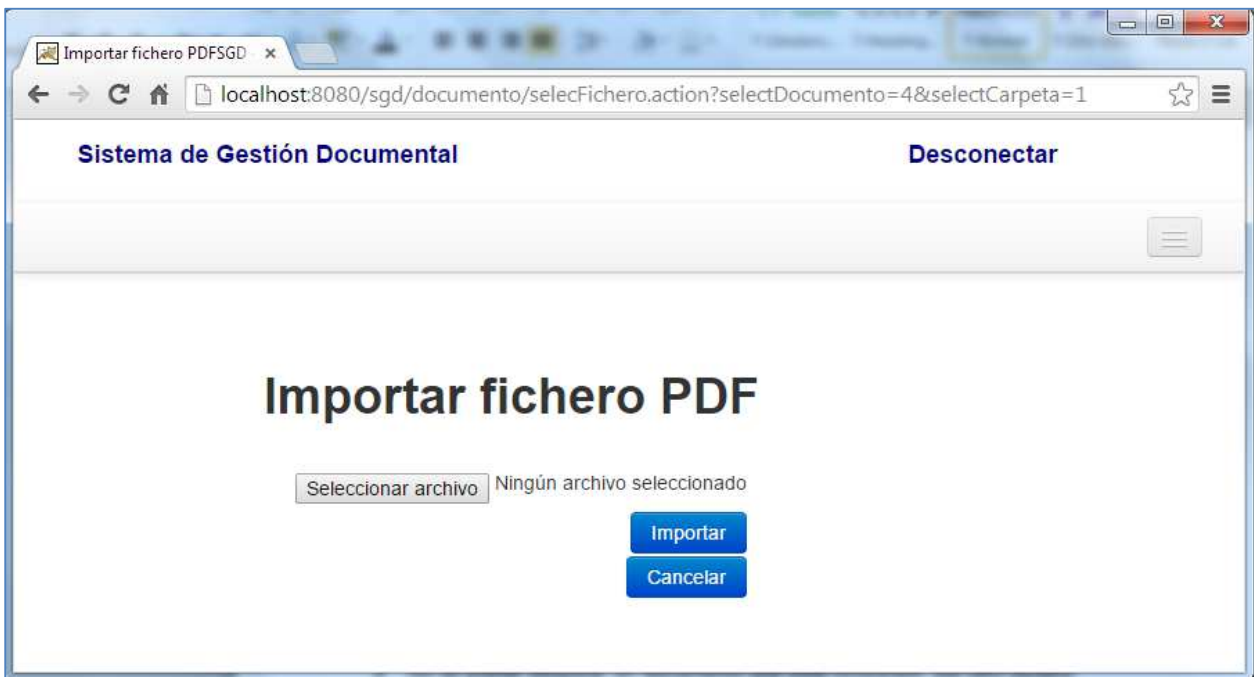 Importar fichero PDFSGD
localhost:8080/sgd/documento/selecFichero.action?selectDocumento=4&selectCarpeta=1
Sistema de Gestión Documental Desconectar
Importar fichero PDF
Seleccionar archivo Ningún archivo seleccionado
Importar
Cancelar